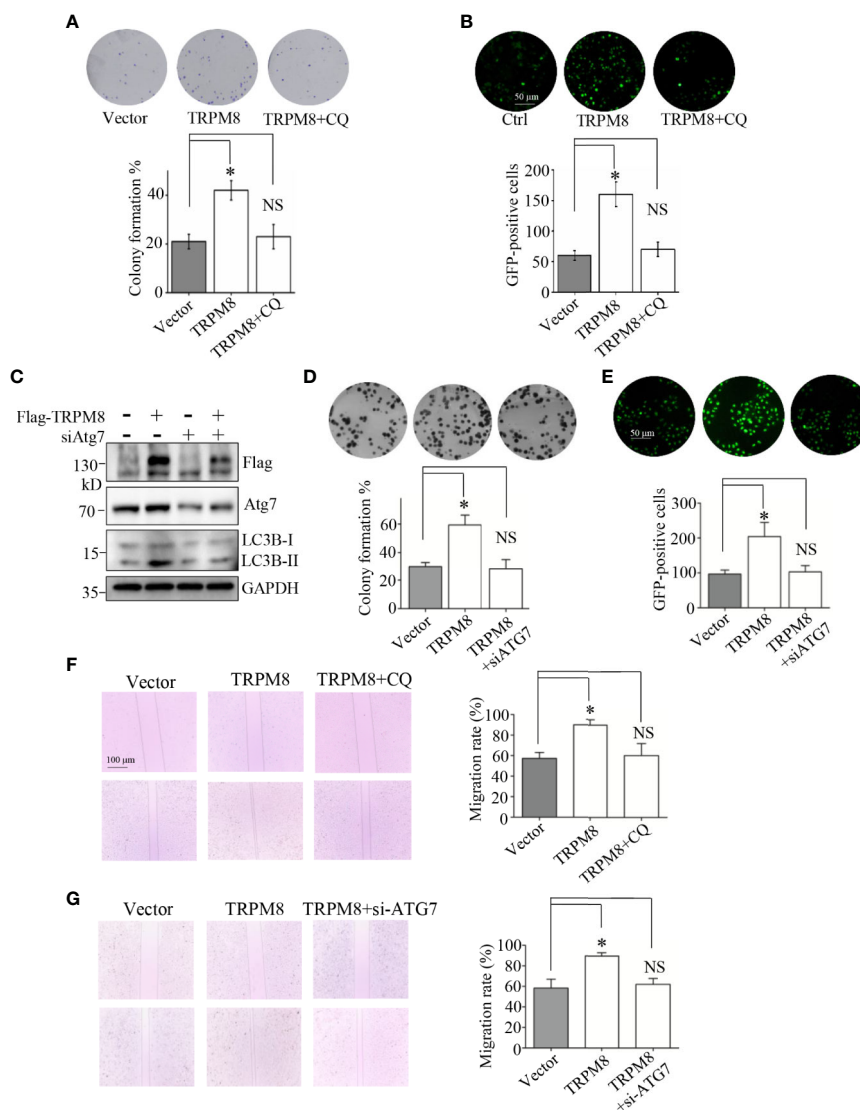 A
Vector TRPM8 TRPM8+CQ
Colony formation %
40
20
0
*
NS
Vector
TRPM8
TRPM8+CQ
B
50 μm
Ctrl TRPM8 TRPM8+CQ
GFP-positive cells
200
150
100
50
0
*
NS
Vector
TRPM8
TRPM8+CQ
C
Flag-TRPM8 - + - +
siAtg7 - - + +
130
kD
Flag
70
Atg7
LC3B-I
15
LC3B-II
35
GAPDH
D
Colony formation %
60
40
20
0
*
NS
Vector
TRPM8
TRPM8
+siATG7
E
50 μm
GFP-positive cells
300
200
100
0
*
NS
Vector
TRPM8
TRPM8
+siATG7
F
Vector TRPM8 TRPM8+CQ
100 μm
Migration rate (%)
100
80
60
40
20
0
*
NS
Vector
TRPM8
TRPM8+CQ
G
Vector TRPM8 TRPM8+si-ATG7
Migration rate (%)
100
80
60
40
20
0
*
NS
Vector
TRPM8
TRPM8
+si-ATG7